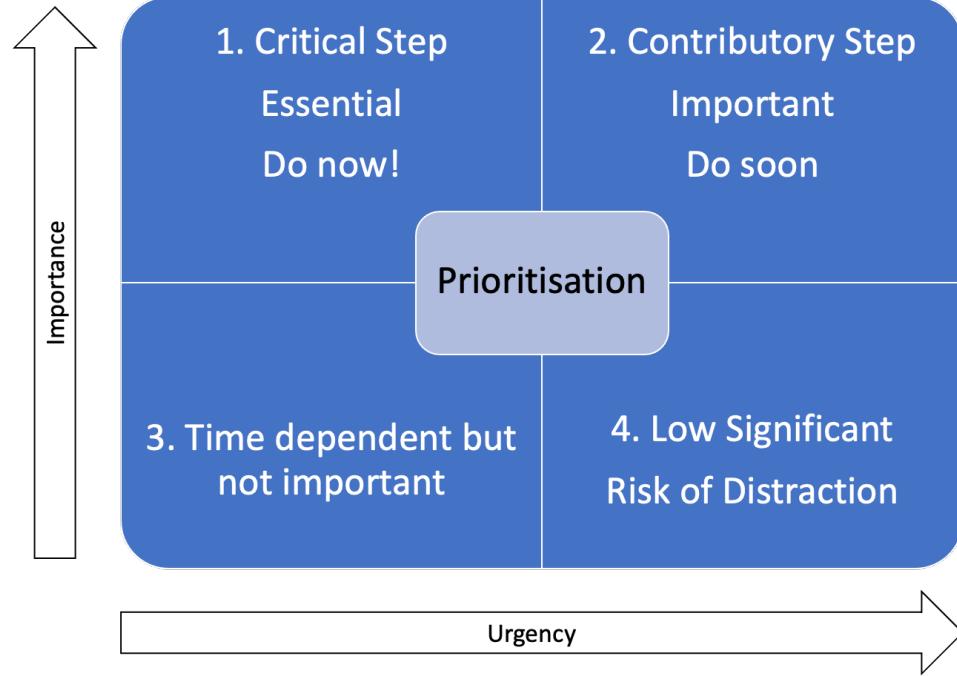 1. Critical Step
Essential
Do now!
2. Contributory Step
Important
Do soon
Prioritisation
3. Time dependent but
not important
4. Low Significant
Risk of Distraction
Importance
Urgency